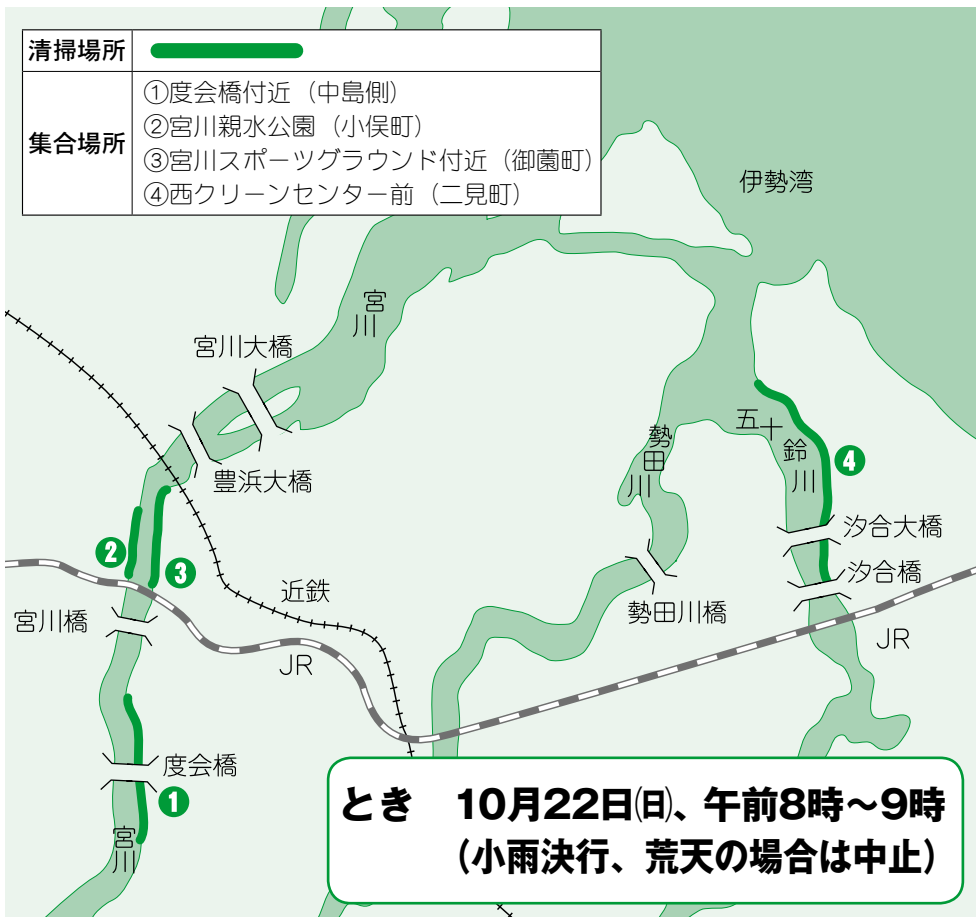 清掃場所
集合場所
①度会橋付近（中島側）
②宮川親水公園（小俣町）
③宮川スポーツグラウンド付近（御薗町）
④西クリーンセンター前（二見町）
伊勢湾
宮川
宮川大橋
豊浜大橋
勢田川
五十鈴川
4
汐合大橋
汐合橋
2
3
近鉄
勢田川橋
宮川橋
JR
JR
度会橋
1
宮川
とき 10月22日(日)、午前8時～9時
（小雨決行、荒天の場合は中止）